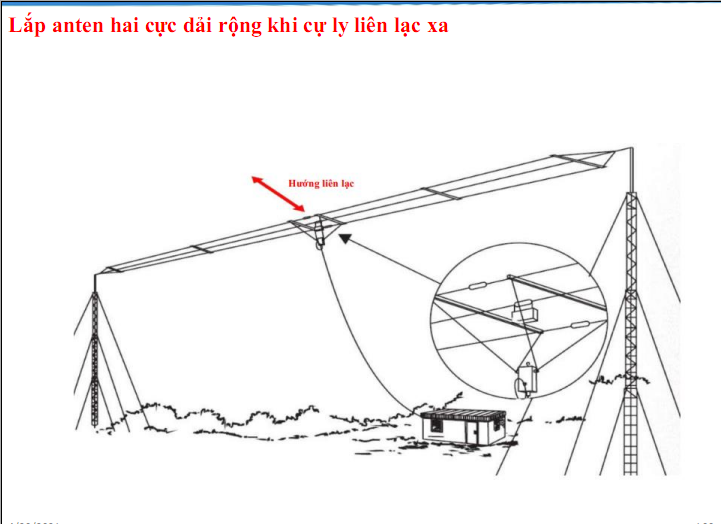 Lắp anten hai cực dải rộng khi cự ly liên lạc xa
Hướng liên lạc